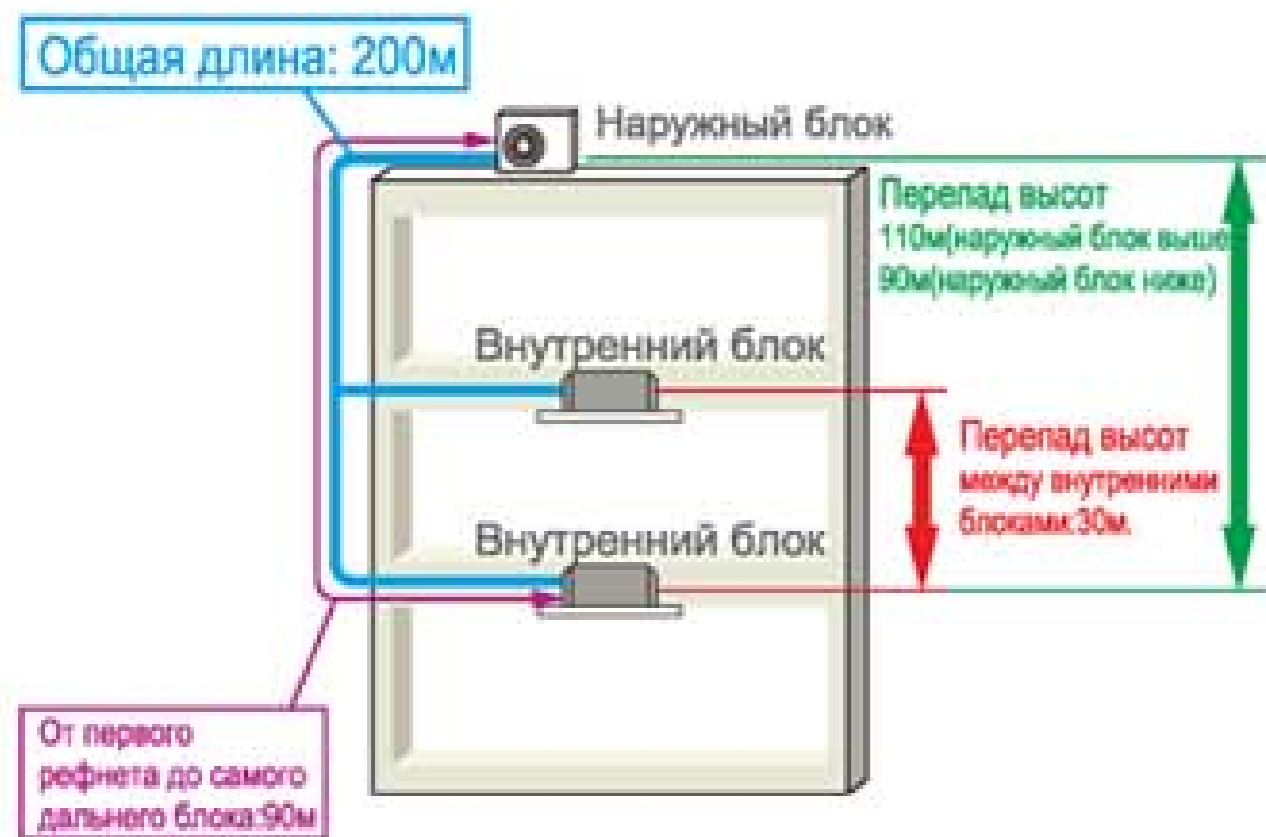 Общая длина: 200м
Наружный блок
Перепад высот
110м(наружный блок выше
90м(наружный блок ниже)
Внутренний блок
Перепад высот
между внутренними
блоками:30м.
Внутренний блок
От первого
рефнета до самого
дальнего блока:90м